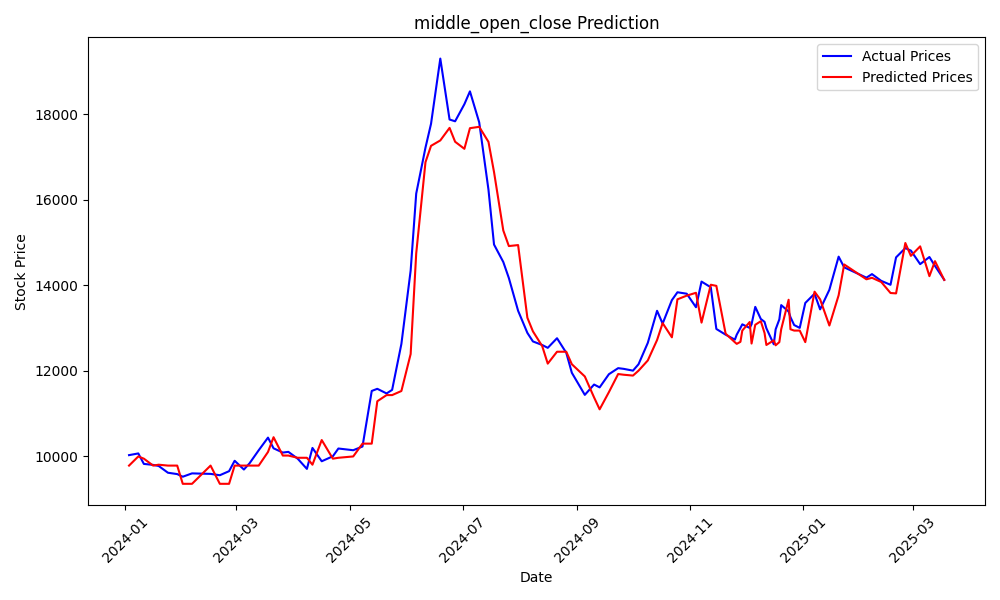 middle_open_close Prediction
Actual Prices
Predicted Prices
Stock Price
18000
16000
14000
12000
10000
2024-01
2024-03
2024-05
2024-07
2024-09
2024-11
2025-01
2025-03
Date